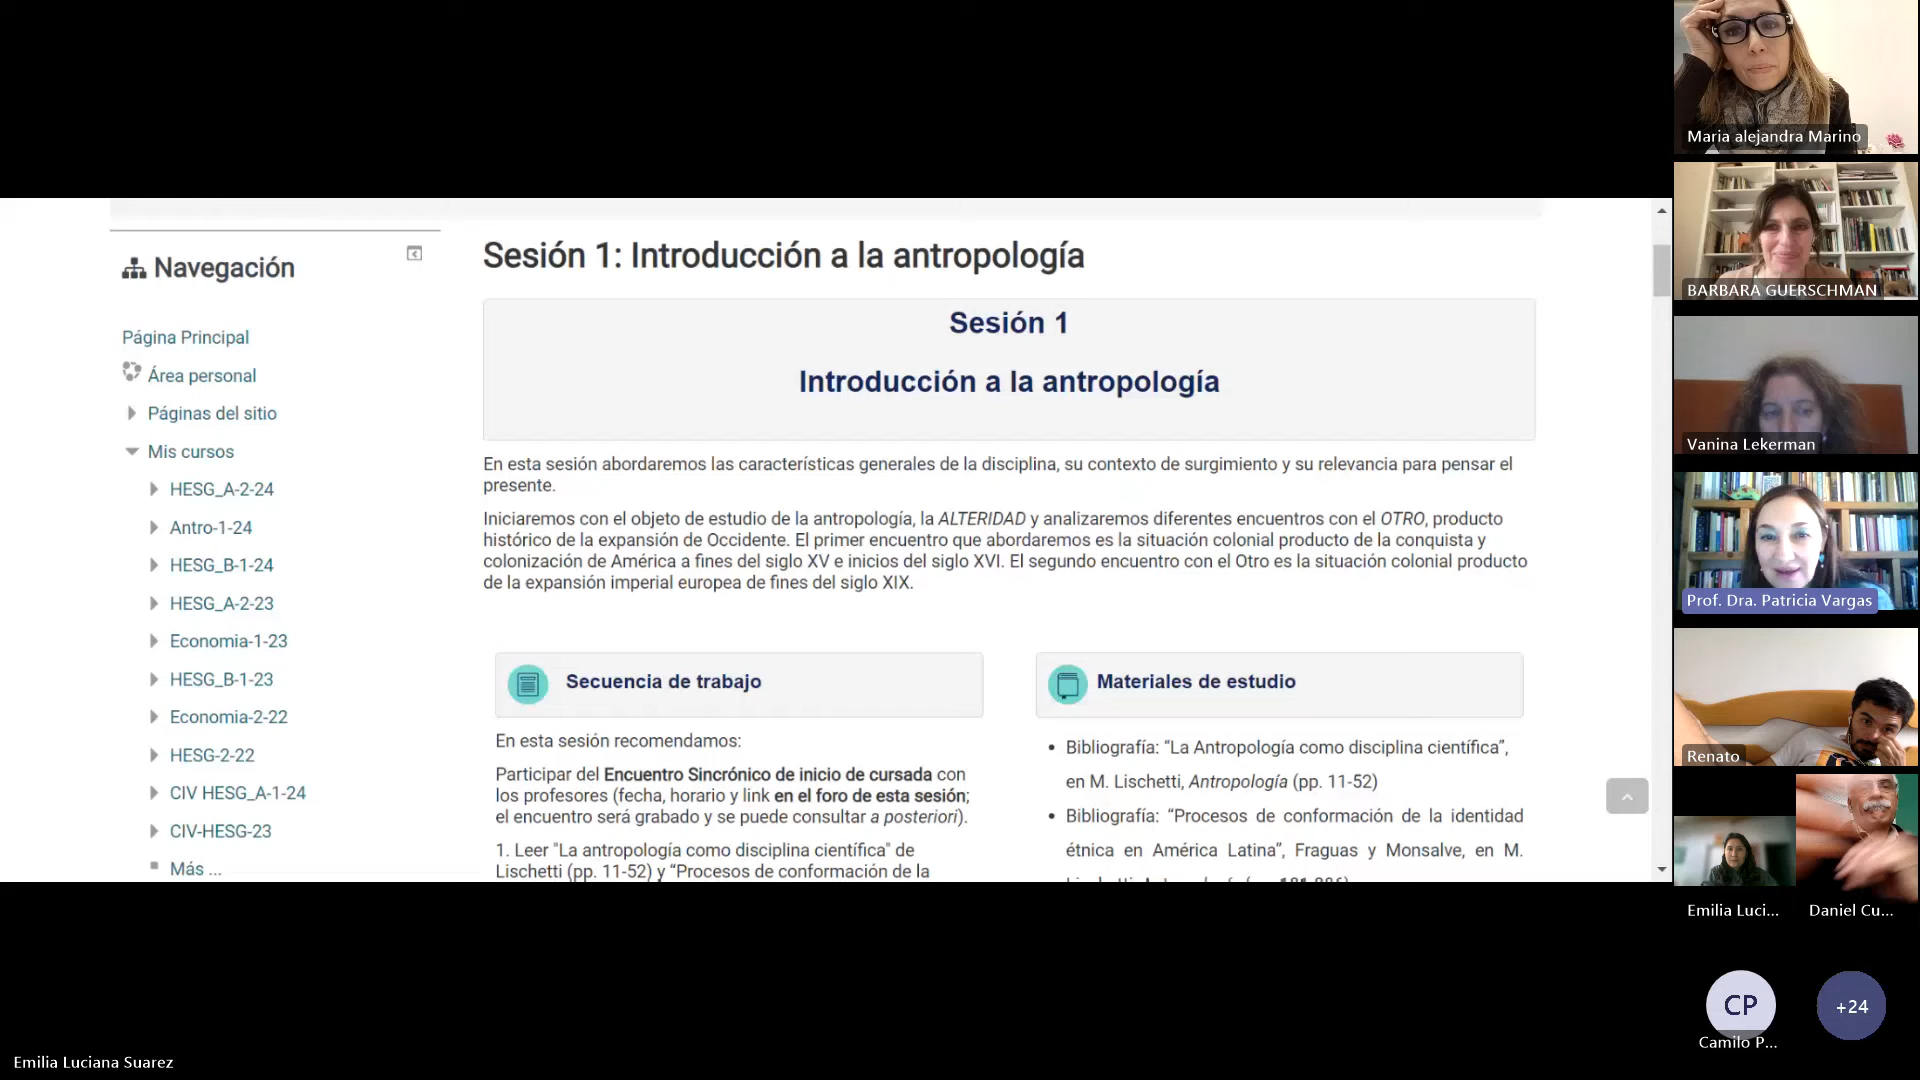 Navegación
Página Principal
Área personal
Páginas del sitio
Mis cursos
HESG_A-2-24
Antro-1-24
HESG_B-1-24
HESG_A-2-23
Economia-1-23
HESG_B-1-23
Economia-2-22
HESG-2-22
CIV HESG_A-1-24
CIV-HESG-23
Más ...
Sesión 1: Introducción a la antropología
Sesión 1
Introducción a la antropología
En esta sesión abordaremos las características generales de la disciplina, su contexto de surgimiento y su relevancia para pensar el
presente.
Iniciaremos con el objeto de estudio de la antropología, la ALTERIDAD y analizaremos diferentes encuentros con el OTRO, producto
histórico de la expansión de Occidente. El primer encuentro que abordaremos es la situación colonial producto de la conquista y
colonización de América a fines del siglo XV e inicios del siglo XVI. El segundo encuentro con el Otro es la situación colonial producto
de la expansión imperial europea de fines del siglo XIX.
Secuencia de trabajo
En esta sesión recomendamos:
Participar del Encuentro Sincrónico de inicio de cursada con
los profesores (fecha, horario y link en el foro de esta sesión;
el encuentro será grabado y se puede consultar a posteriori).
1. Leer "La antropología como disciplina científica" de
Lischetti (pp. 11-52) y “Procesos de conformación de la
Materiales de estudio
Bibliografía: “La Antropología como disciplina científica”,
en M. Lischetti, Antropología (pp. 11-52)
Bibliografía: “Procesos de conformación de la identidad
étnica en América Latina”, Fraguas y Monsalve, en M.
Maria alejandra Marino
BARBARA GUERSCHMAN
Vanina Lekerman
Prof. Dra. Patricia Vargas
Renato
Emilia Luci...
Daniel Cu...
CP
Camilo P...
+24
Emilia Luciana Suarez